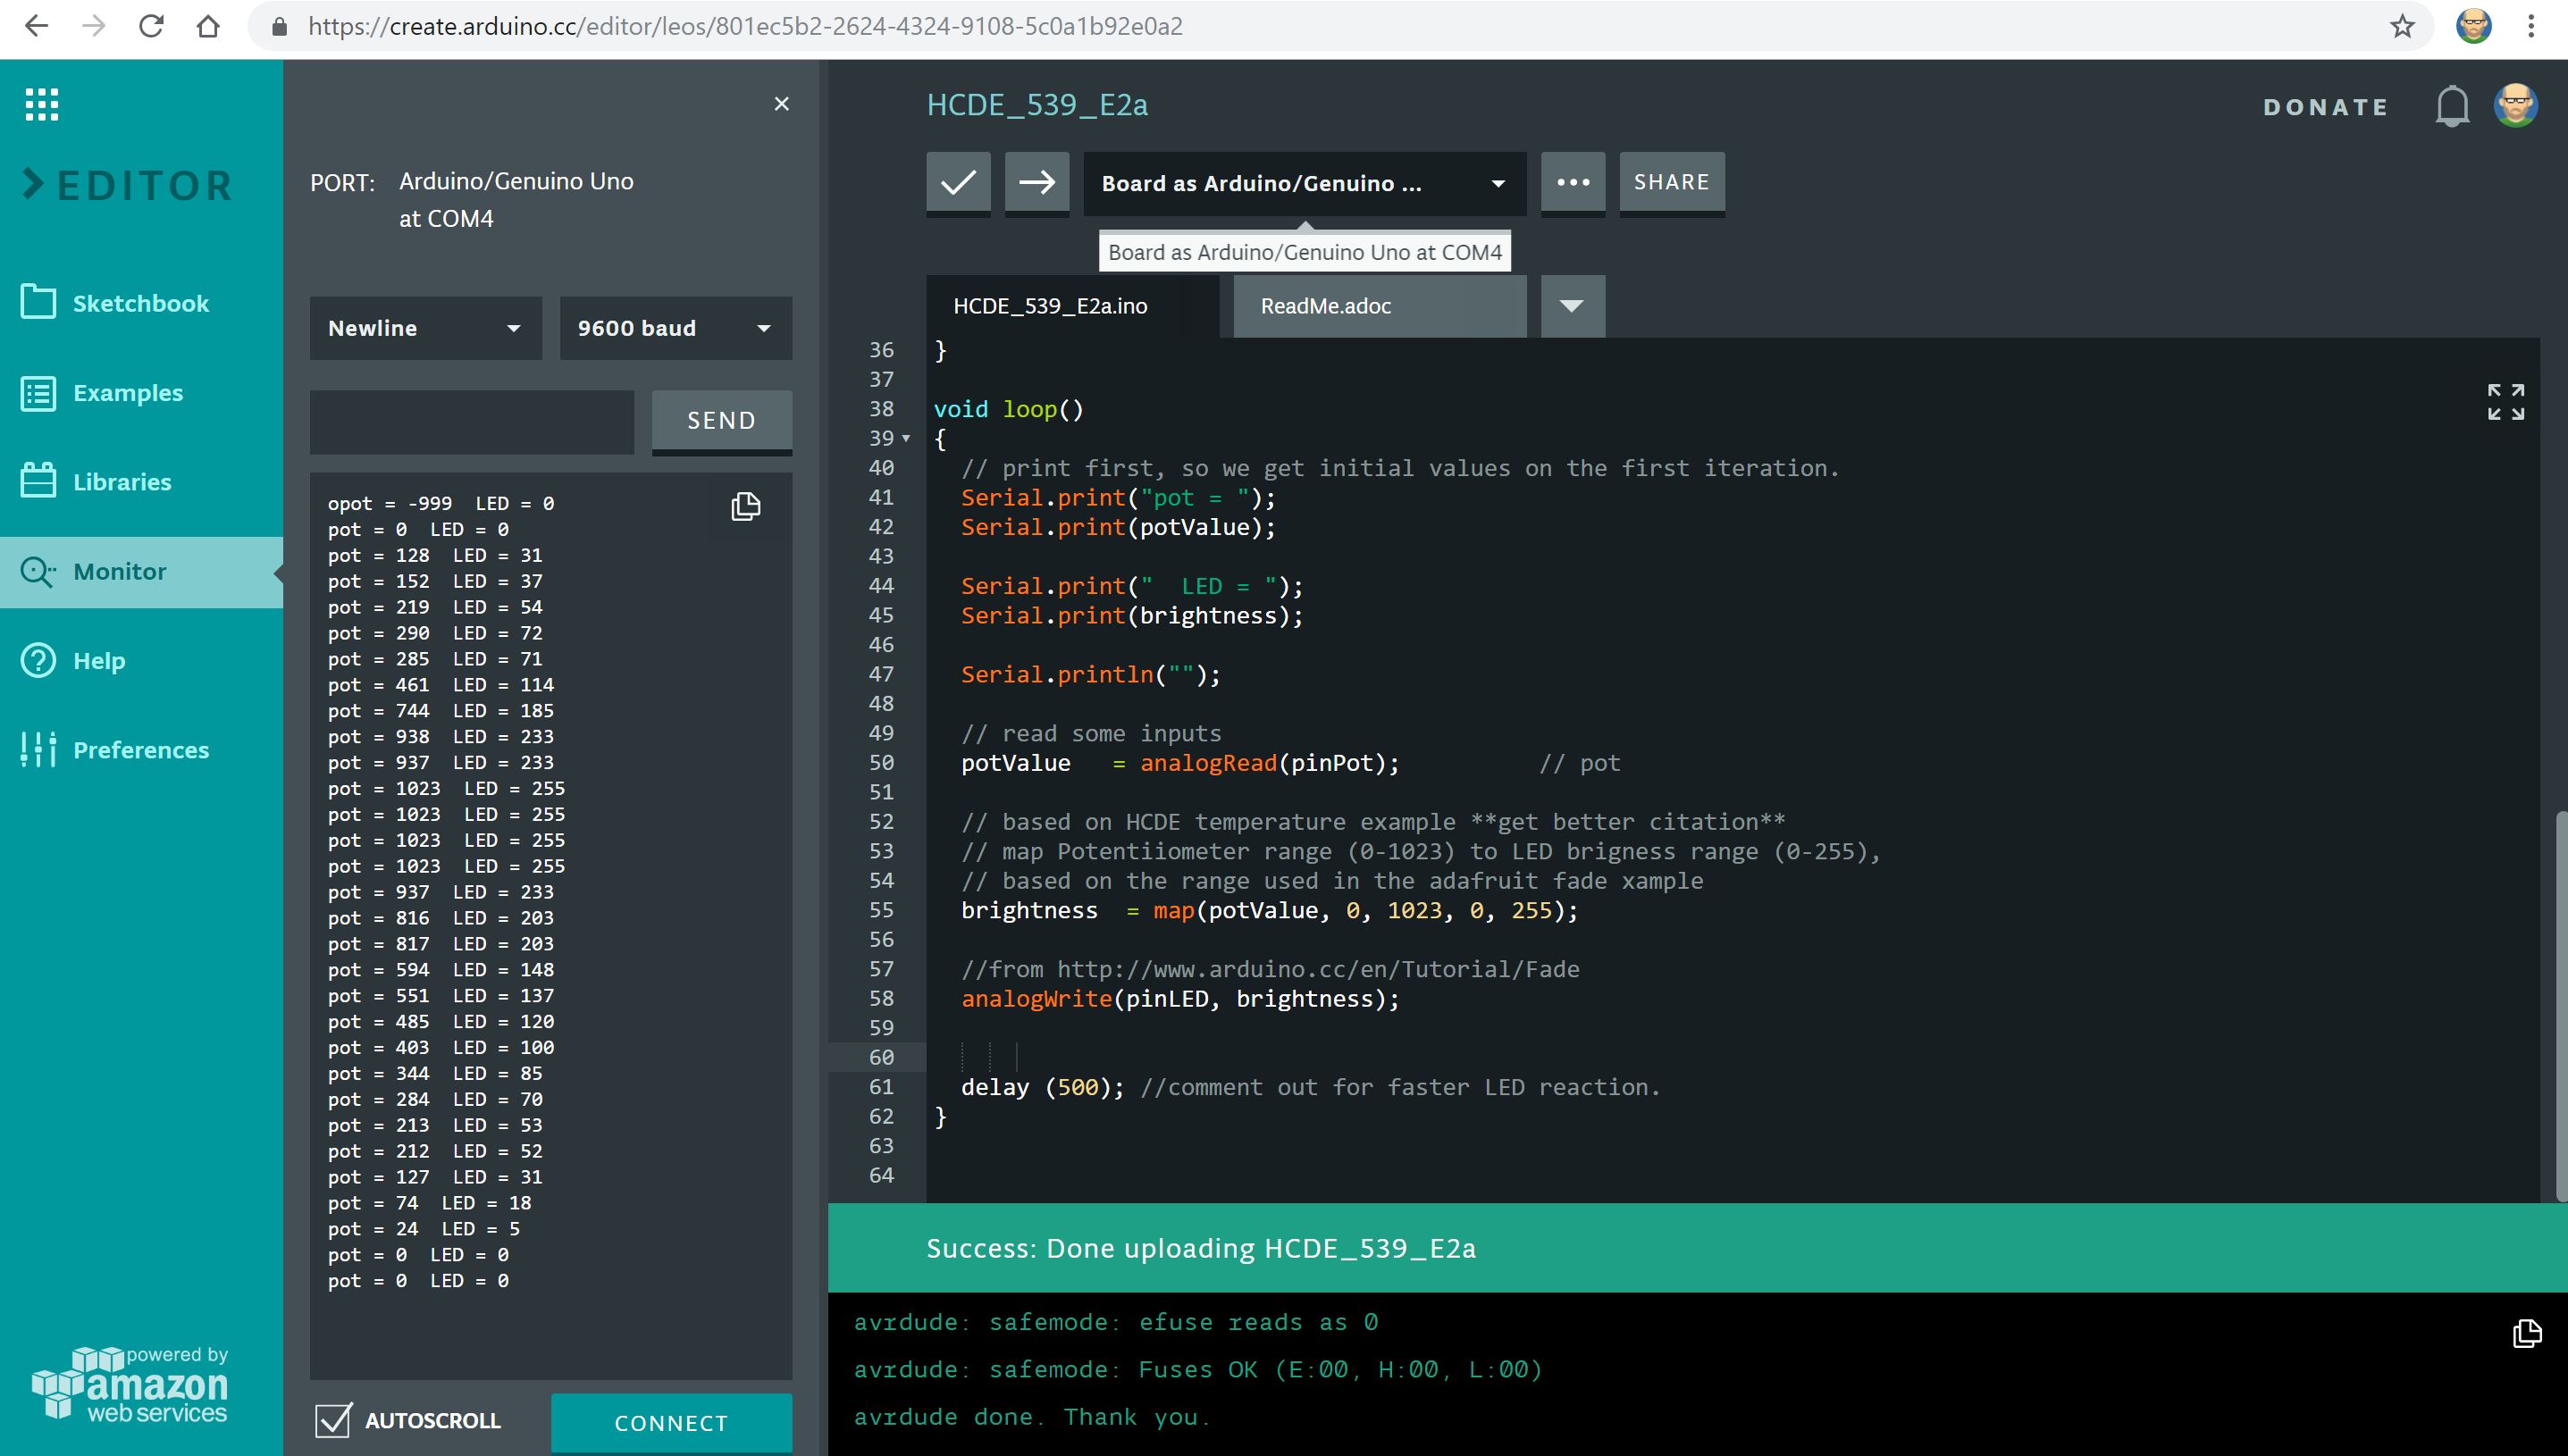 https://create.arduino.cc/editor/leos/801ec5b2-2624-4324-9108-5c0a1b92e0a2
EDITOR
Sketchbook
Examples
Libraries
Monitor
Help
Preferences
powered by
amazon
web services
PORT: Arduino/Genuino Uno
at COM4
Newline
9600 baud
SEND
opot = -999  LED = 0
pot = 0  LED = 0
pot = 128  LED = 31
pot = 152  LED = 37
pot = 219  LED = 54
pot = 290  LED = 72
pot = 285  LED = 71
pot = 461  LED = 114
pot = 744  LED = 185
pot = 938  LED = 233
pot = 937  LED = 233
pot = 1023  LED = 255
pot = 1023  LED = 255
pot = 1023  LED = 255
pot = 1023  LED = 255
pot = 937  LED = 233
pot = 816  LED = 203
pot = 817  LED = 203
pot = 594  LED = 148
pot = 551  LED = 137
pot = 485  LED = 120
pot = 403  LED = 100
pot = 344  LED = 85
pot = 284  LED = 70
pot = 213  LED = 53
pot = 212  LED = 52
pot = 127  LED = 31
pot = 74  LED = 18
pot = 24  LED = 5
pot = 0  LED = 0
pot = 0  LED = 0
AUTOSCROLL
CONNECT
HCDE_539_E2a
DONATE
Board as Arduino/Genuino ...
SHARE
Board as Arduino/Genuino Uno at COM4
HCDE_539_E2a.ino
ReadMe.adoc
36 }
37
38 void loop()
39 {
40   // print first, so we get initial values on the first iteration.
41   Serial.print("pot = ");
42   Serial.print(potValue);
43
44   Serial.print("  LED = ");
45   Serial.print(brightness);
46
47   Serial.println("");
48
49   // read some inputs
50   potValue   = analogRead(pinPot);          // pot
51
52   // based on HCDE temperature example **get better citation**
53   // map Potentiiometer range (0-1023) to LED brigness range (0-255),
54   // based on the range used in the adafruit fade xample
55   brightness  = map(potValue, 0, 1023, 0, 255);
56
57   //from http://www.arduino.cc/en/Tutorial/Fade
58   analogWrite(pinLED, brightness);
59
60
61   delay (500); //comment out for faster LED reaction.
62 }
63
64
Success: Done uploading HCDE_539_E2a
avrdude: safemode: efuse reads as 0
avrdude: safemode: Fuses OK (E:00, H:00, L:00)
avrdude done. Thank you.